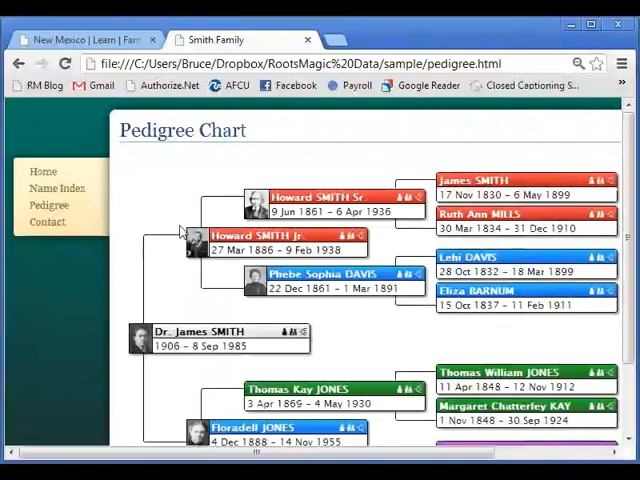 New Mexico | Learn | Fam
Smith Family
file:///C:/Users/Bruce/Dropbox/RootsMagic%20Data/sample/pedigree.html
RM Blog
Authorize.Net
AFCU
Facebook
Payroll
Google Reader
Closed Captioning S...
Pedigree Chart
Home
Name Index
Pedigree
Contact
James SMITH
17 Nov 1830 - 6 May 1899
Howard SMITH Sr.
9 Jun 1861 - 6 Apr 1936
Ruth Ann MILLS
30 Mar 1834 - 31 Dec 1910
Howard SMITH Jr.
27 Mar 1886 - 9 Feb 1938
Lehi DAVIS
28 Oct 1832 - 18 Mar 1899
Phebe Sophia DAVIS
22 Dec 1861 - 1 Mar 1891
Eliza BARNUM
15 Oct 1837 - 11 Feb 1911
Dr. James SMITH
1906 - 8 Sep 1985
Thomas William JONES
11 Apr 1848 - 12 Nov 1912
Thomas Kay JONES
3 Apr 1869 - 4 May 1930
Margaret Chatterley KAY
1 Nov 1848 - 30 Sep 1924
Floradell JONES
4 Dec 1888 - 14 Nov 1955